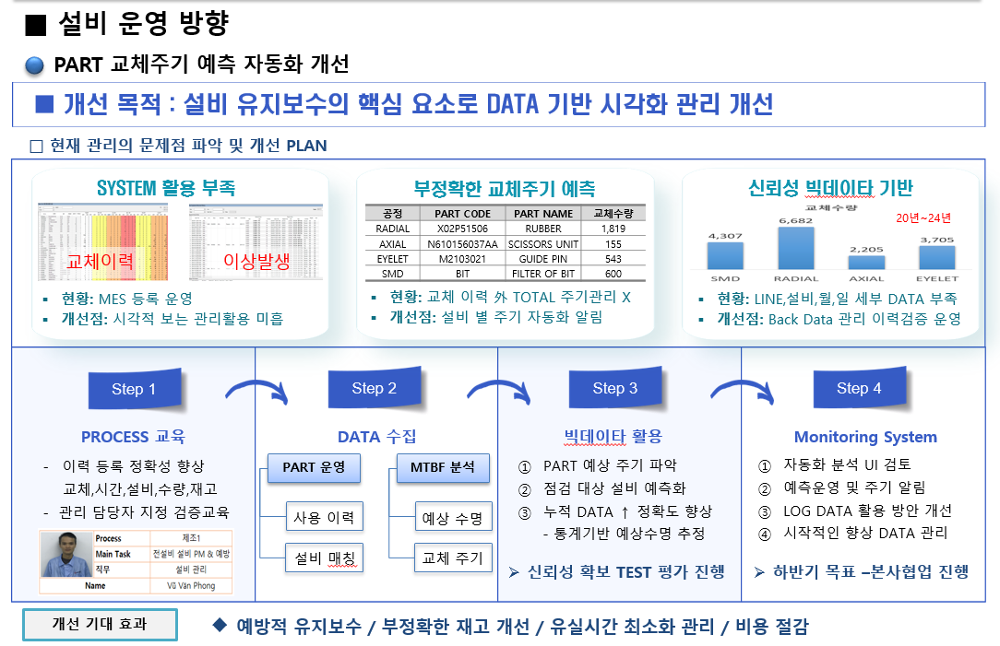 ■ 설비 운영 방향
PART 교체주기 예측 자동화 개선
■ 개선 목적 : 설비 유지보수의 핵심 요소로 DATA 기반 시각화 관리 개선
□ 현재 관리의 문제점 파악 및 개선 PLAN
SYSTEM 활용 부족
교체이력
이상발생
▪ 현황: MES 등록 운영
▪ 개선점: 시각적 보는 관리활용 미흡
부정확한 교체주기 예측
공정 PART CODE PART NAME 교체수량
RADIAL X02P51506 RUBBER 1,819
AXIAL N610156037AA SCISSORS UNIT 155
EYELET M2103021 GUIDE PIN 543
SMD BIT FILTER OF BIT 600
▪ 현황: 교체 이력 外 TOTAL 주기관리 X
▪ 개선점: 설비 별 주기 자동화 알림
신뢰성 빅데이타 기반
교체수량
20년~24년
4,307 6,682 2,205 3,705
SMD RADIAL AXIAL EYELET
▪ 현황: LINE,설비,월,일 세부 DATA 부족
▪ 개선점: Back Data 관리 이력검증 운영
Step 1
PROCESS 교육
- 이력 등록 정확성 향상
교체,시간,설비,수량,재고
- 관리 담당자 지정 검증교육
Process 제조1
Main Task 전설비 설비 PM & 예방
직무 설비 관리
Name Vũ Văn Phong
Step 2
DATA 수집
PART 운영
사용 이력
설비 매칭
MTBF 분석
예상 수명
교체 주기
Step 3
빅데이타 활용
① PART 예상 주기 파악
② 점검 대상 설비 예측화
③ 누적 DATA ↑ 정확도 향상
- 통계기반 예상수명 추정
➢ 신뢰성 확보 TEST 평가 진행
Step 4
Monitoring System
① 자동화 분석 UI 검토
② 예측운영 및 주기 알림
③ LOG DATA 활용 방안 개선
④ 시작적인 향상 DATA 관리
➢ 하반기 목표 –본사협업 진행
개선 기대 효과
◆ 예방적 유지보수 / 부정확한 재고 개선 / 유실시간 최소화 관리 / 비용 절감